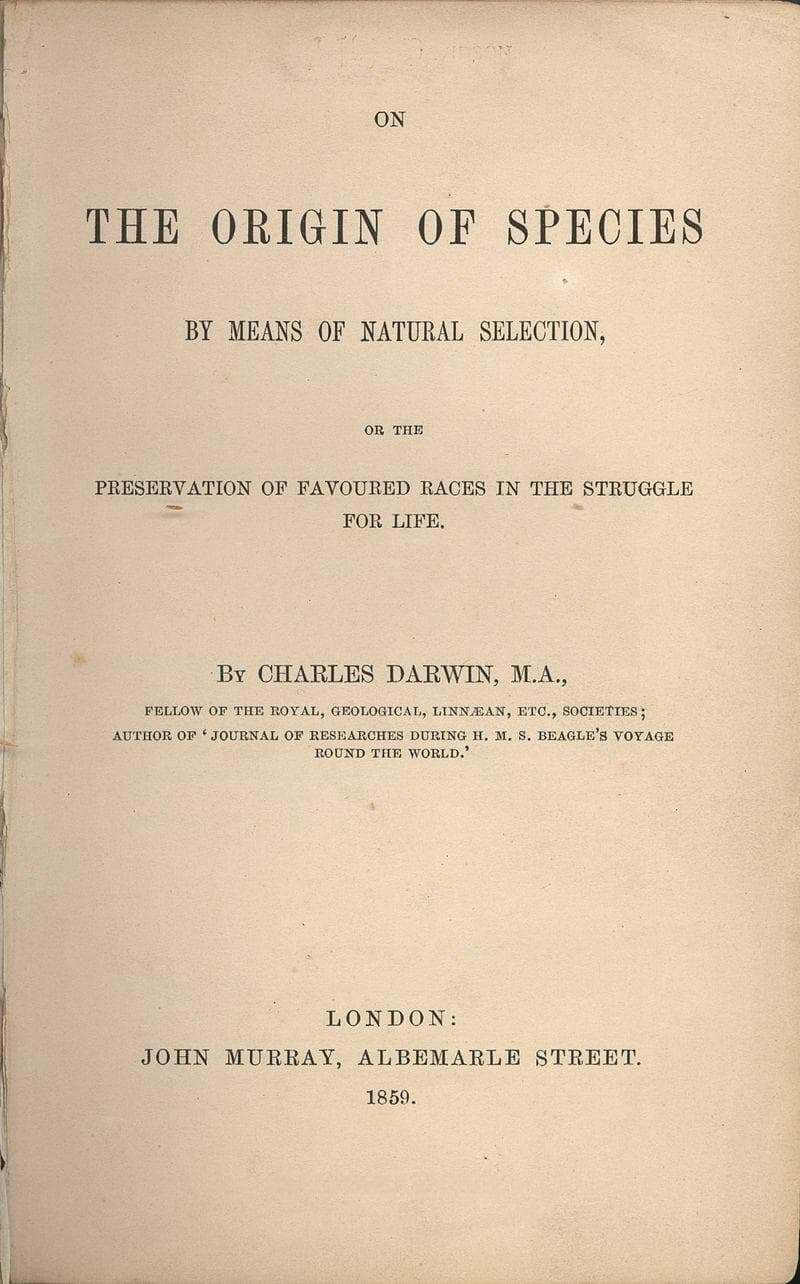 ON
THE ORIGIN OF SPECIES
BY MEANS OF NATURAL SELECTION,
OR THE
PRESERVATION OF FAVOURED RACES IN THE STRUGGLE
FOR LIFE.
BY CHARLES DARWIN, M.A.,
FELLOW OF THE ROYAL, GEOLOGICAL, LINNÆAN, ETC., SOCIETIES;
AUTHOR OF ‘JOURNAL OF RESEARCHES DURING H. M. S. BEAGLE’S VOYAGE
ROUND THE WORLD.’
LONDON:
JOHN MURRAY, ALBEMARLE STREET.
1859.